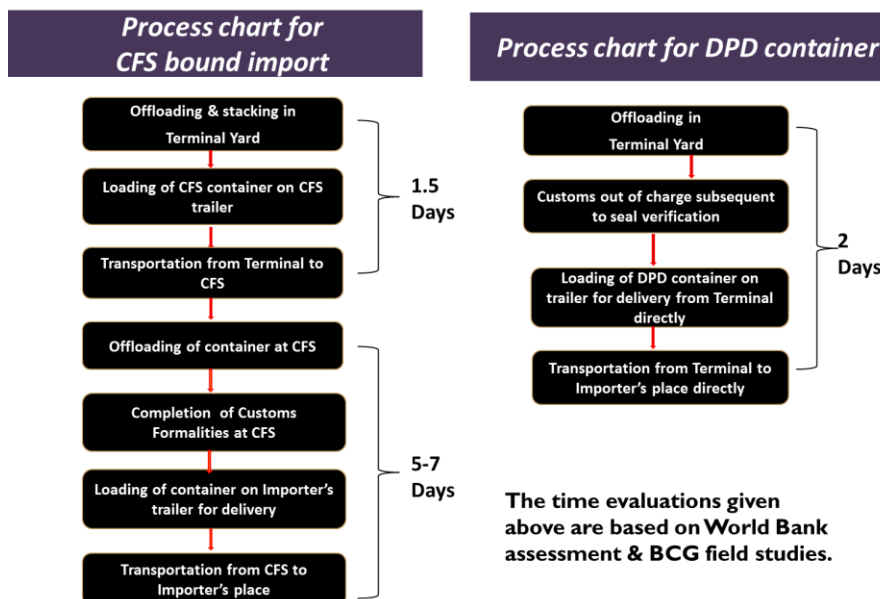 Process chart for
CFS bound import
Offloading & stacking in
Terminal Yard
Loading of CFS container on CFS
trailer
Transportation from Terminal to
CFS
1.5
Days
Offloading of container at CFS
Completion of Customs
Formalities at CFS
Loading of container on Importer's
trailer for delivery
Transportation from CFS to
Importer's place
5-7
Days
Process chart for DPD container
Offloading in
Terminal Yard
Customs out of charge subsequent
to seal verification
Loading of DPD container on
trailer for delivery from Terminal
directly
Transportation from Terminal to
Importer's place directly
2
Days
The time evaluations given
above are based on World Bank
assessment & BCG field studies.